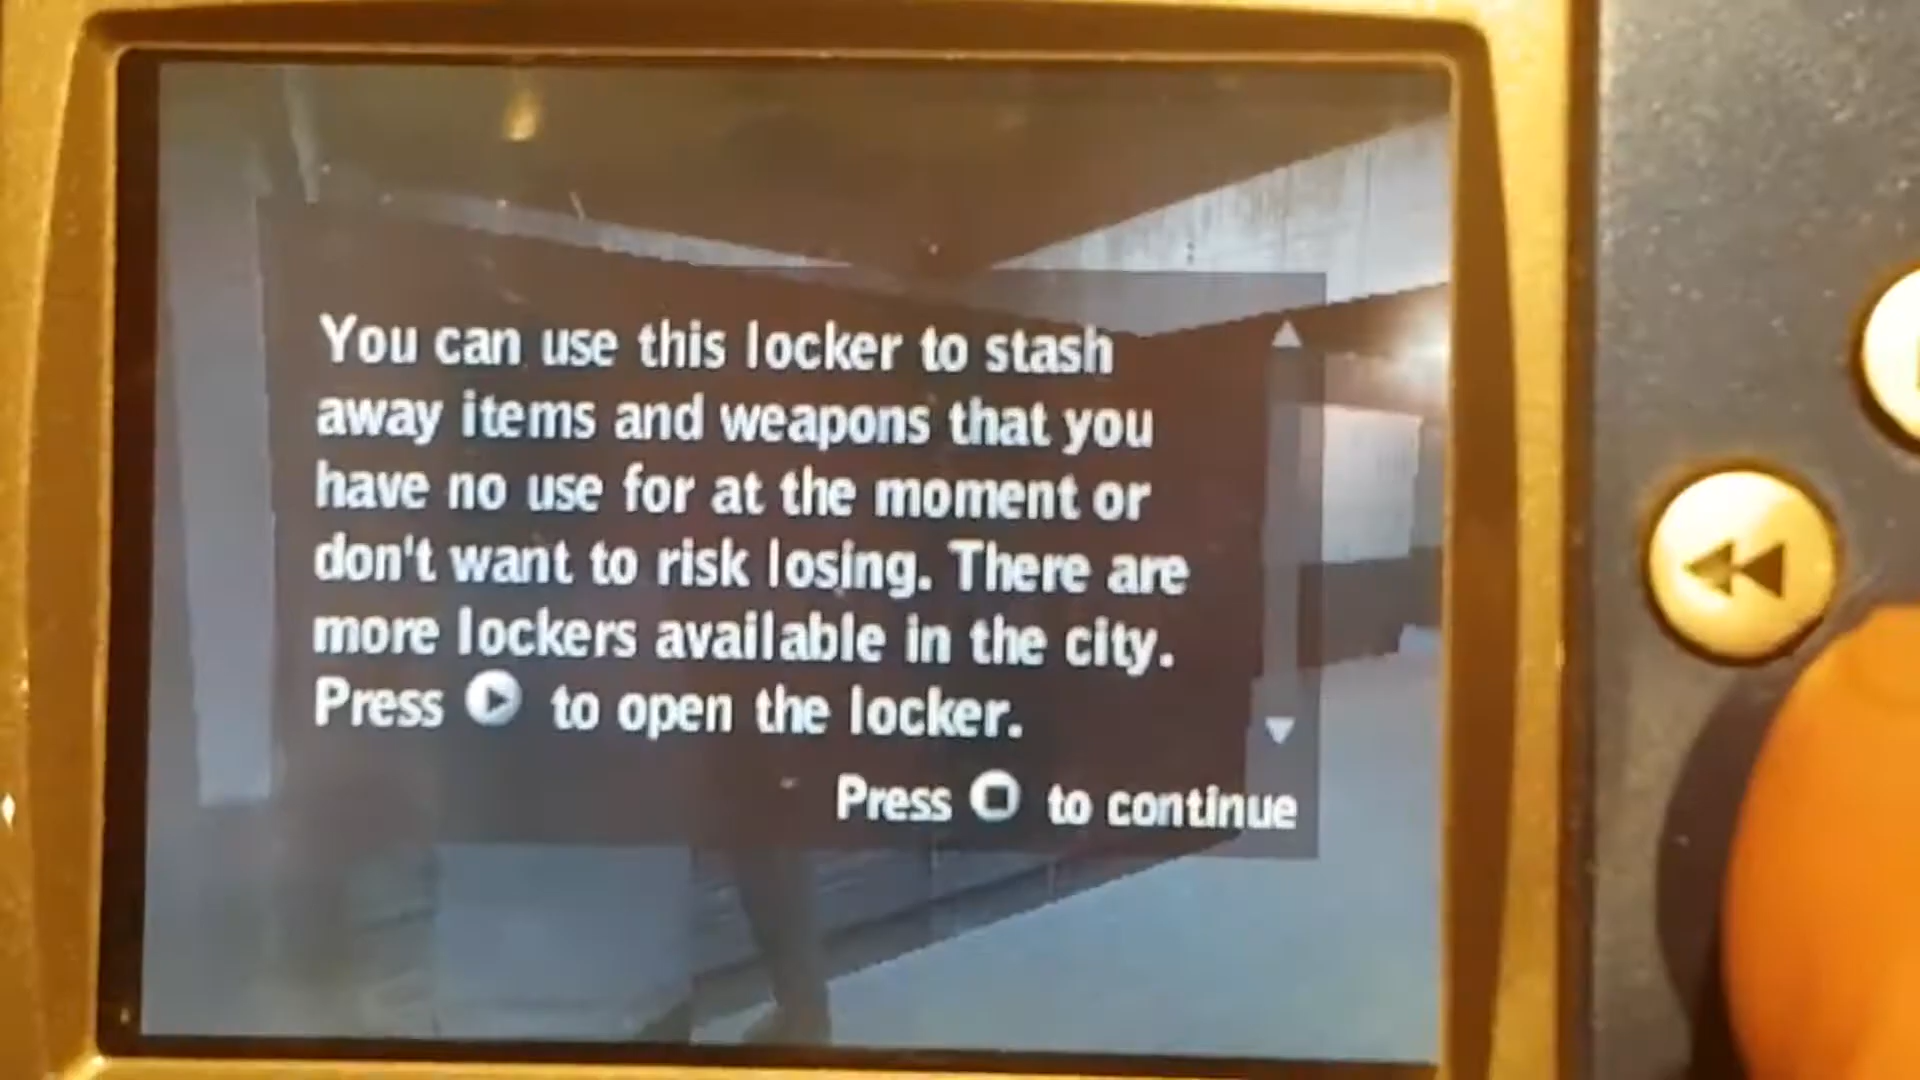 You can use this locker to stash
away items and weapons that you
have no use for at the moment or
don't want to risk losing. There are
more lockers available in the city.
Press to open the locker.
Press to continue